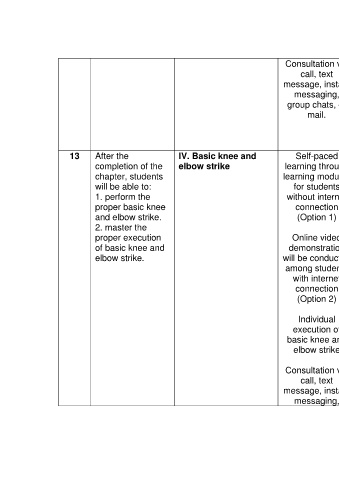 Consultation v
call, text
message, insta
messaging,
group chats,
mail.
13
After the
completion of the
chapter, students
will be able to:
1. perform the
proper basic knee
and elbow strike.
2. master the
proper execution
of basic knee and
elbow strike.
IV. Basic knee and
elbow strike
Self-paced
learning throu
learning modu
for students
without intern
connection
(Option 1)
Online video
demonstratio
will be conduc
among studen
with internet
connection
(Option 2)
Individual
execution of
basic knee an
elbow strike
Consultation v
call, text
message, insta
messaging,